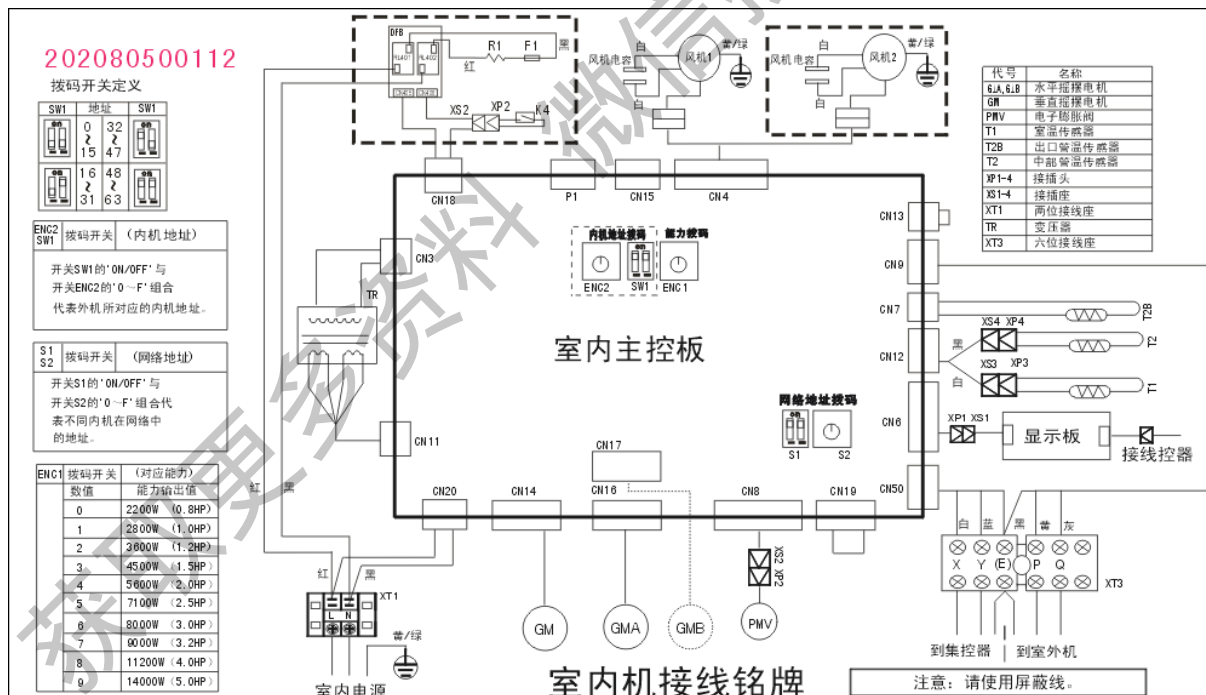 202080500112
拨码开关定义
SW1 地址 SW1
ON 0 32 ON
~ ~
15 47
ON 16 48 ON
~ ~
31 63
ENC2 SW1 拨码开关 (内机地址)
开关SW1的'ON/OFF'与
开关ENC2的'0~F'组合
代表外机所对应的内机地址.
S1 S2 拨码开关 (网络地址)
开关S1的'ON/OFF'与
开关S2的'0~F'组合代
表不同内机在网络中
的地址.
ENC1 拨码开关 (对应能力)
数值 能力输出值
0 2200W (0.8HP)
1 2800W (1.0HP)
2 3600W (1.2HP)
3 4500W (1.5HP)
4 5600W (2.0HP)
5 7100W (2.5HP)
6 8000W (3.0HP)
7 9000W (3.2HP)
8 11200W (4.0HP)
9 14000W (5.0HP)
DFB
RL401 RL402
R1 F1 黑
红
XS2 XP2 K4
白 黄/绿
风机电容 风机1
白
白 黄/绿
风机电容 风机2
白
代号 名称
GMA,GMB 水平摇摆电机
GM 垂直摇摆电机
PMV 电子膨胀阀
T1 室温传感器
T2B 出口管温传感器
T2 中部管温传感器
XP1-4 接插头
XS1-4 接插座
XT1 两位接线座
TR 变压器
XT3 六位接线座
CN18 P1 CN15 CN4
CN13
CN3
CN9
TR
内机地址拨码 能力拨码
ON
ENC2 SW1 ENC1
CN7
T2B
室内主控板
CN12
黑 XS4 XP4 T2
白 XS3 XP3 T1
网络地址拨码
ON
S1 S2
CN6
XP1 XS1 显示板 接线控器
CN11
CN17
CN20 CN14 CN16 CN8 CN19 CN50
红 黑
白 蓝 黑 黄 灰
X Y (E) P Q
XT3
红 黑
XT1
L N
XS2 XP2
GM GMA GMB PMV
黄/绿
室内电源
到集控器 到室外机
室内机接线铭牌
注意：请使用屏蔽线。
获取更多资料 微信